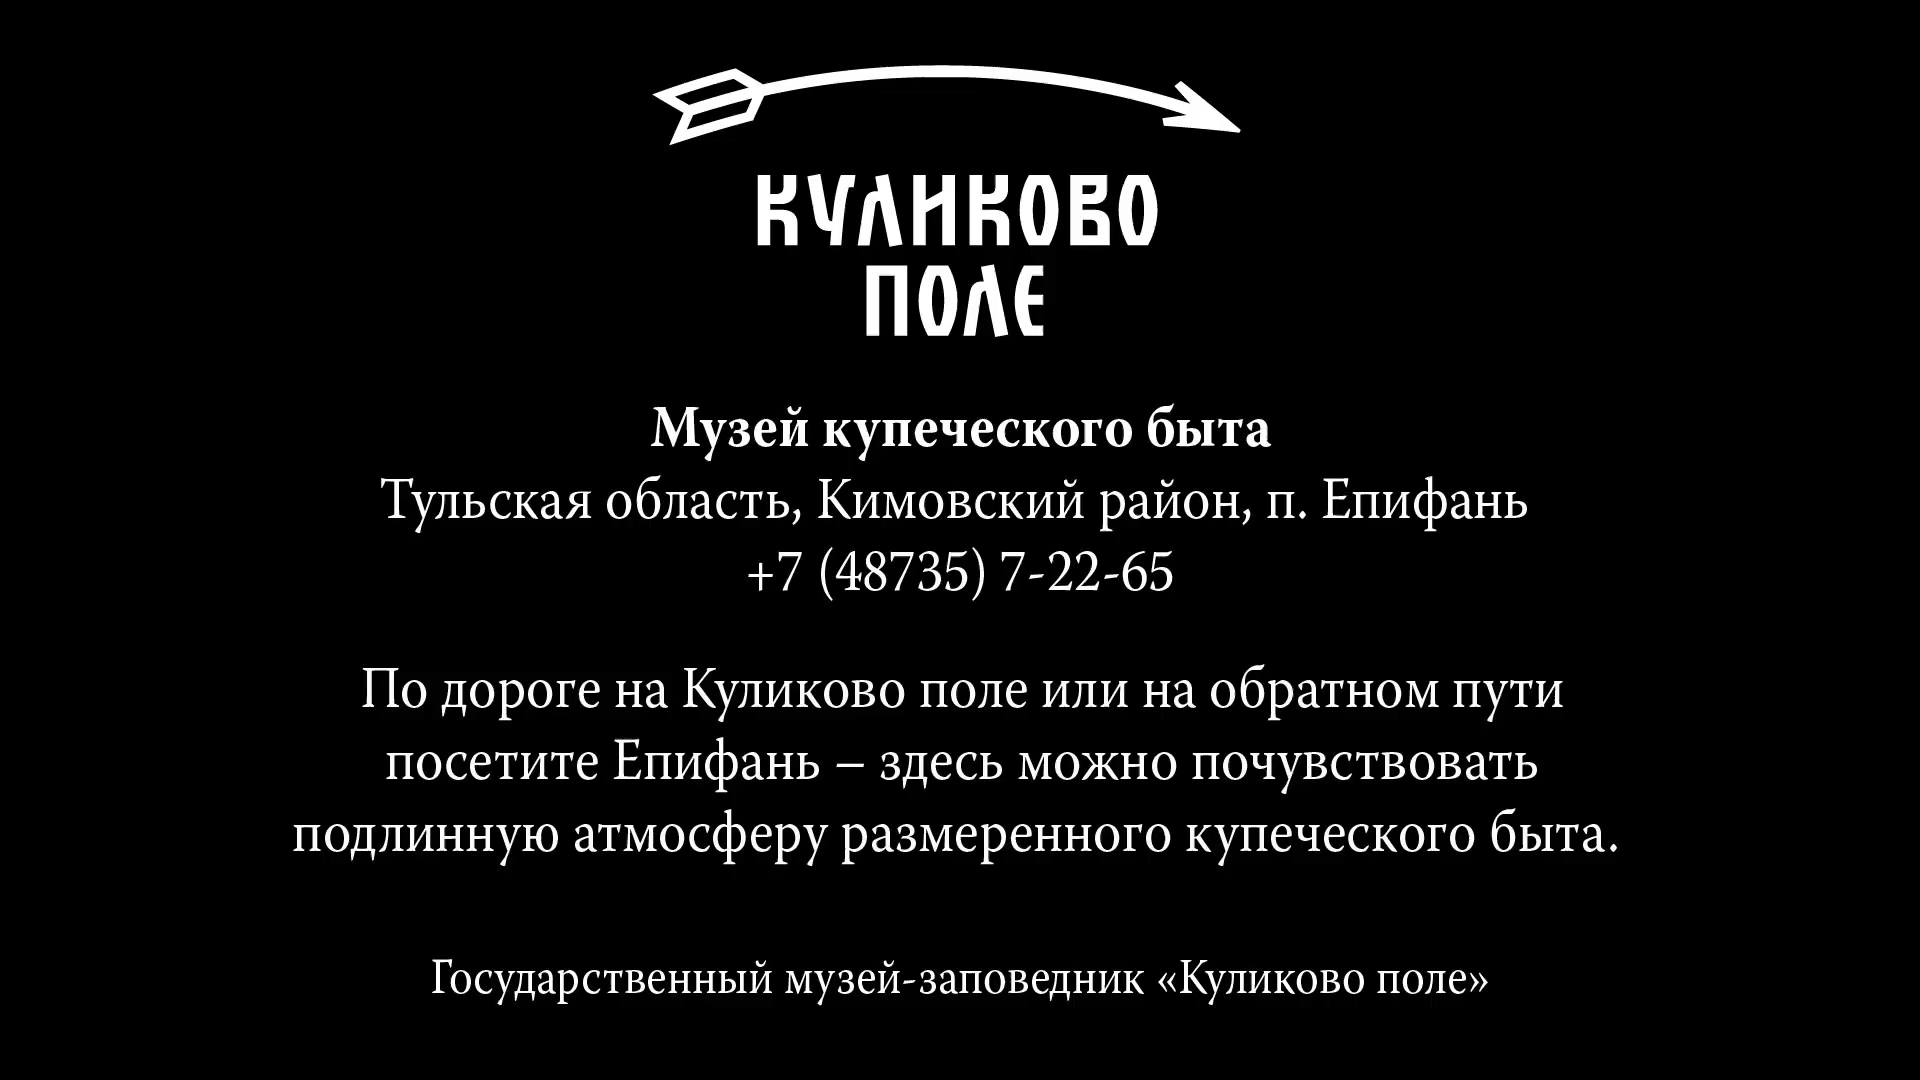 КУЛИКОВО
ПОЛЕ
Музей купеческого быта
Тульская область, Кимовский район, п. Епифань
+7 (48735) 7-22-65
По дороге на Куликово поле или на обратном пути
посетите Епифань – здесь можно почувствовать
подлинную атмосферу размеренного купеческого быта.
Государственный музей-заповедник «Куликово поле»